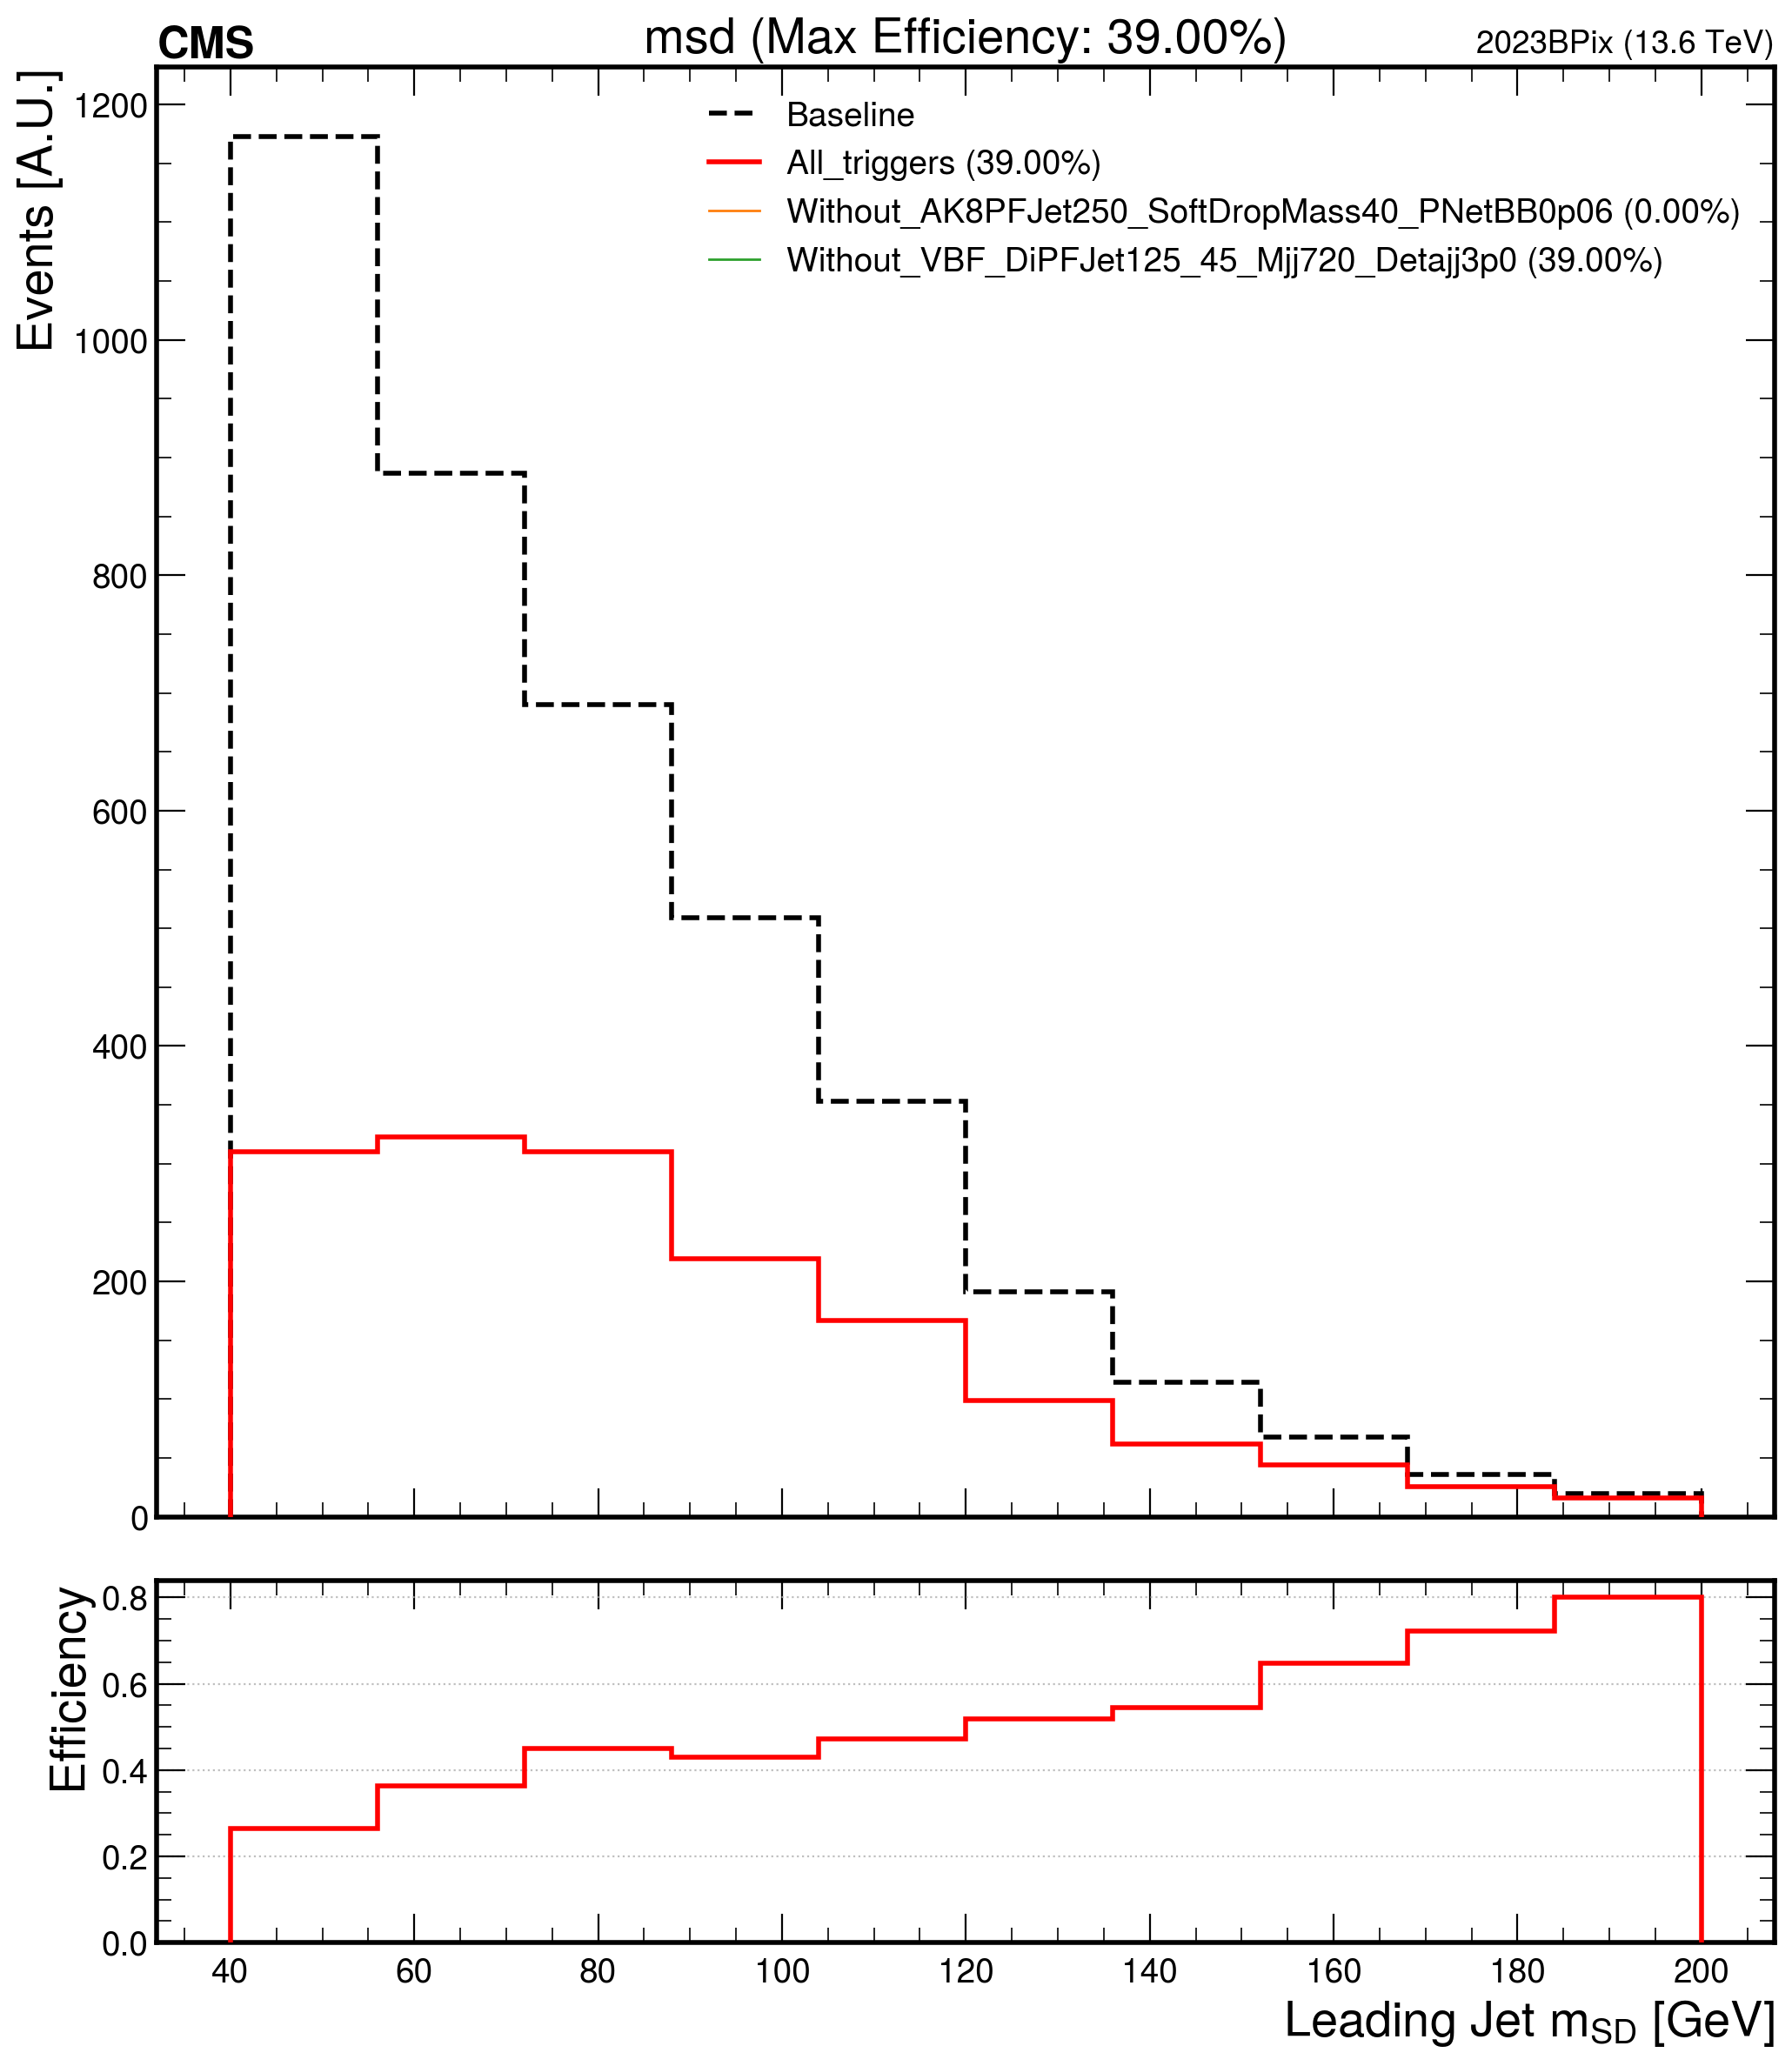 CMS msd (Max Efficiency: 39.00%) 2023BPix (13.6 TeV)
Events [A.U.]
1200
1000
800
600
400
200
0
Baseline
All_triggers (39.00%)
Without_AK8PFJet250_SoftDropMass40_PNetBB0p06 (0.00%)
Without_VBF_DiPFJet125_45_Mjj720_Detajj3p0 (39.00%)
Efficiency
0.8
0.6
0.4
0.2
0.0
40 60 80 100 120 140 160 180 200
Leading Jet m_SD [GeV]